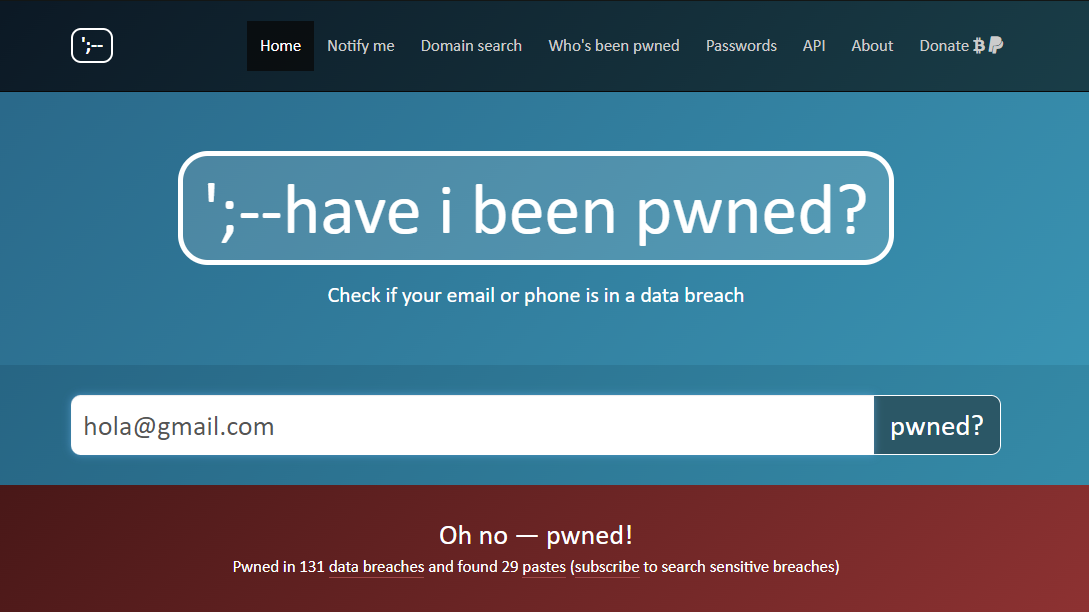 ';--
Home Notify me Domain search Who's been pwned Passwords API About Donate
';--have i been pwned?
Check if your email or phone is in a data breach
hola@gmail.com pwned?
Oh no — pwned!
Pwned in 131 data breaches and found 29 pastes (subscribe to search sensitive breaches)